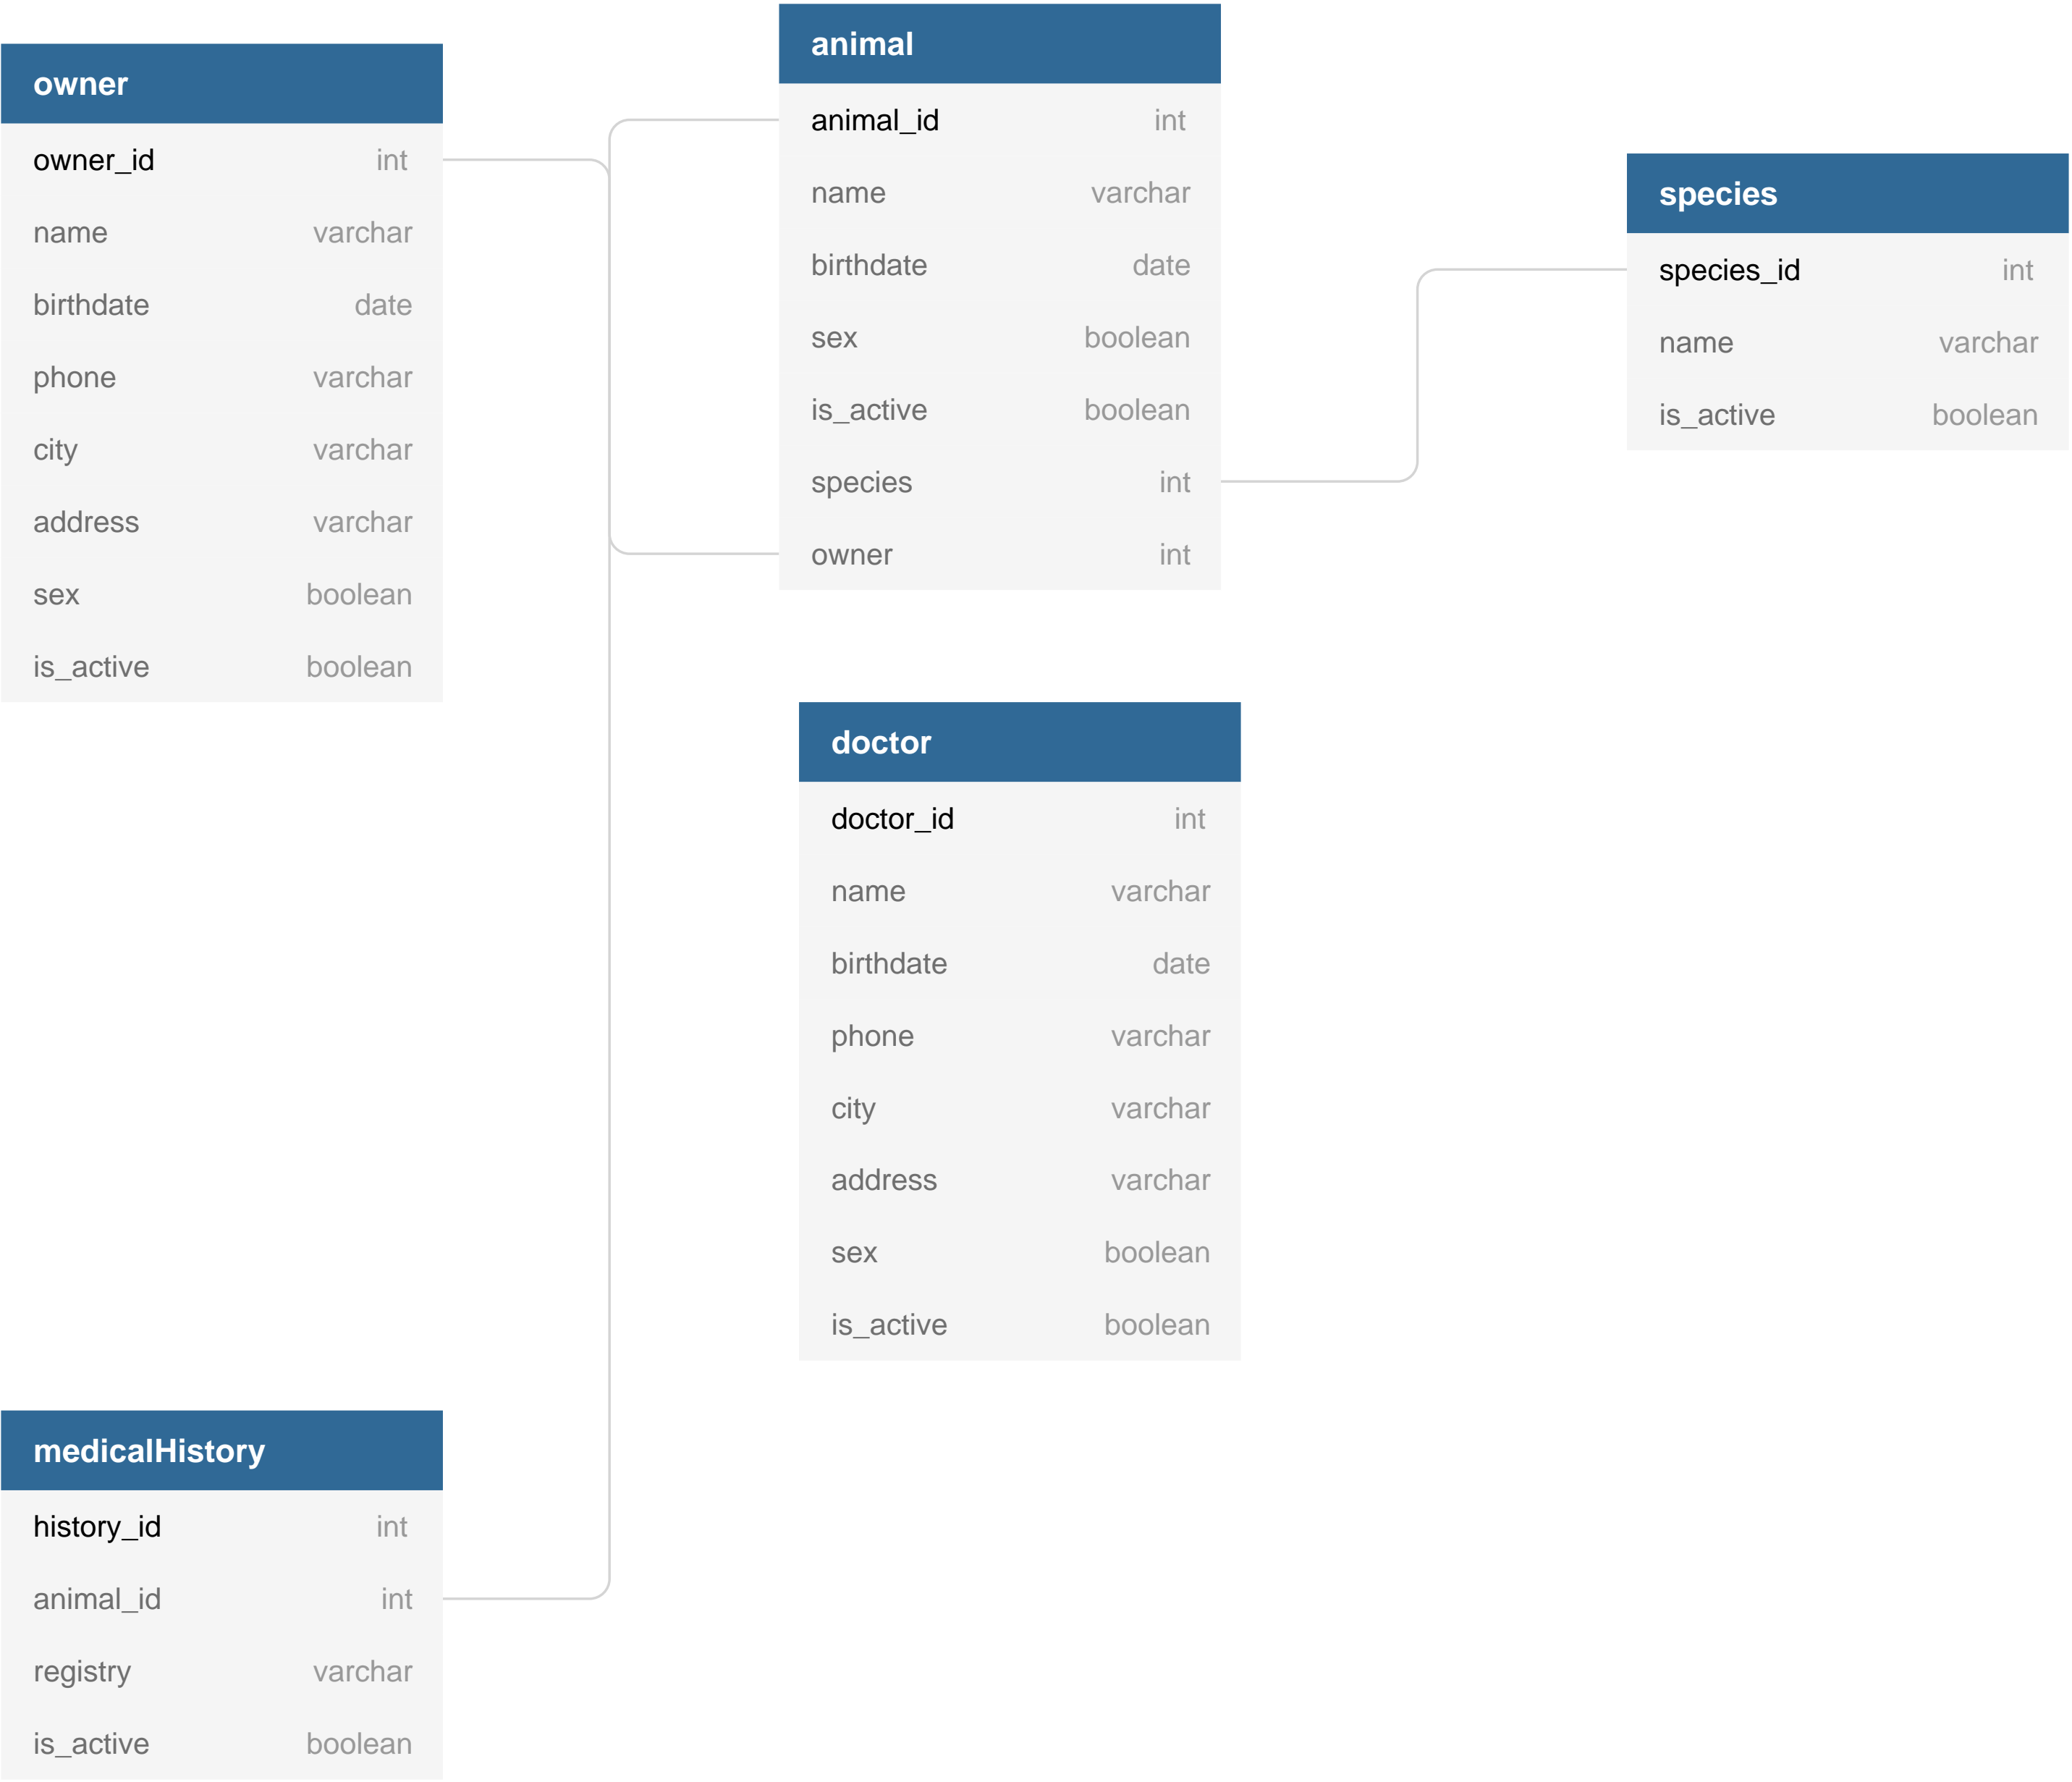 owner
owner_id int
name varchar
birthdate date
phone varchar
city varchar
address varchar
sex boolean
is_active boolean
animal
animal_id int
name varchar
birthdate date
sex boolean
is_active boolean
species int
owner int
species
species_id int
name varchar
is_active boolean
doctor
doctor_id int
name varchar
birthdate date
phone varchar
city varchar
address varchar
sex boolean
is_active boolean
medicalHistory
history_id int
animal_id int
registry varchar
is_active boolean